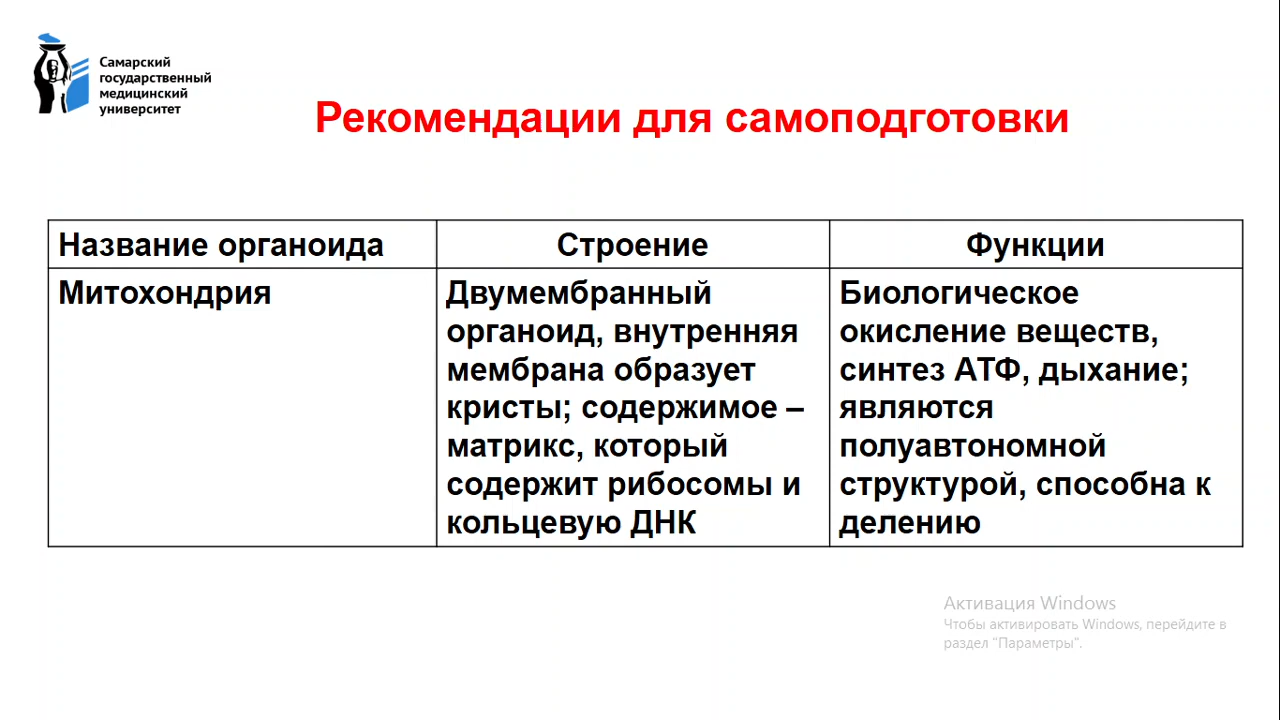 Самарский
государственный
медицинский
университет
Рекомендации для самоподготовки
Название органоида
Строение
Функции
Митохондрия
Двумембранный
органоид, внутренняя
мембрана образует
кристы; содержимое –
матрикс, который
содержит рибосомы и
кольцевую ДНК
Биологическое
окисление веществ,
синтез АТФ, дыхание;
являются
полуавтономной
структурой, способна к
делению
Активация Windows
Чтобы активировать Windows, перейдите в
раздел "Параметры".